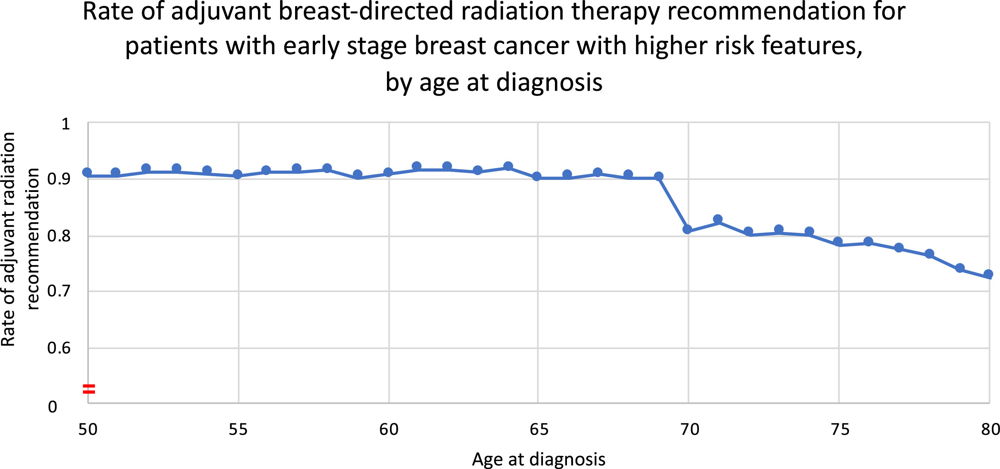 Rate of adjuvant breast-directed radiation therapy recommendation for
patients with early stage breast cancer with higher risk features,
by age at diagnosis
Rate of adjuvant radiation
recommendation
1
0.9
0.8
0.7
0.6
0
50 55 60 65 70 75 80
Age at diagnosis